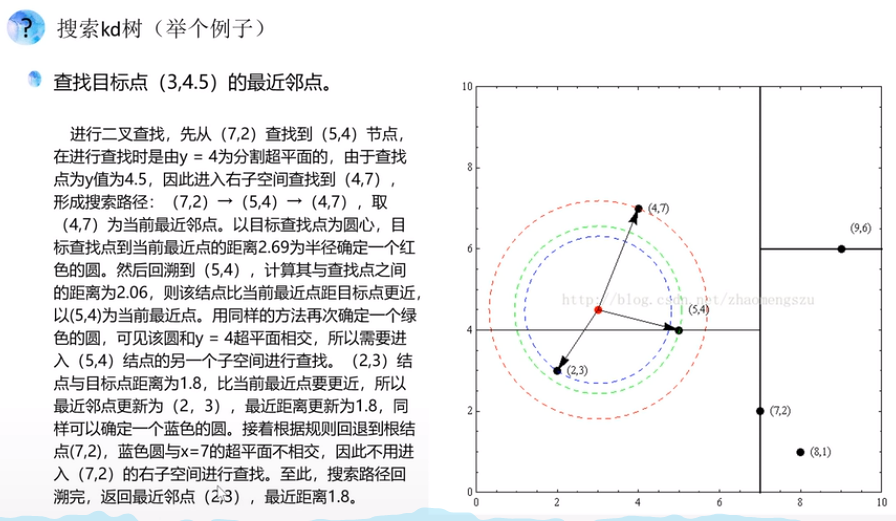 ?
搜索kd树（举个例子）
查找目标点（3,4.5）的最近邻点。
进行二叉查找，先从（7,2）查找到（5,4）节点，
在进行查找时是由y = 4为分割超平面的，由于查找
点为y值为4.5，因此进入右子空间查找到（4,7），
形成搜索路径：（7,2）→（5,4）→（4,7），取
（4,7）为当前最近邻点。以目标查找点为圆心，目
标查找点到当前最近点的距离2.69为半径确定一个红
色的圆。然后回溯到（5,4），计算其与查找点之间
的距离为2.06，则该结点比当前最近点距目标点更近，
以(5,4)为当前最近点。用同样的方法再次确定一个绿
色的圆，可见该圆和y = 4超平面相交，所以需要进
入（5,4）结点的另一个子空间进行查找。（2,3）结
点与目标点距离为1.8，比当前最近点要更近，所以
最近邻点更新为（2，3），最近距离更新为1.8，同
样可以确定一个蓝色的圆。接着根据规则回退到根结
点(7,2)，蓝色圆与x=7的超平面不相交，因此不用进
入（7,2）的右子空间进行查找。至此，搜索路径回
溯完，返回最近邻点（2,3），最近距离1.8。
10
8
6
4
2
0
0
2
4
6
8
10
(4,7)
(9,6)
http://blog.csdn.net/zhaomengszu
(5,4)
(2,3)
(7,2)
(8,1)